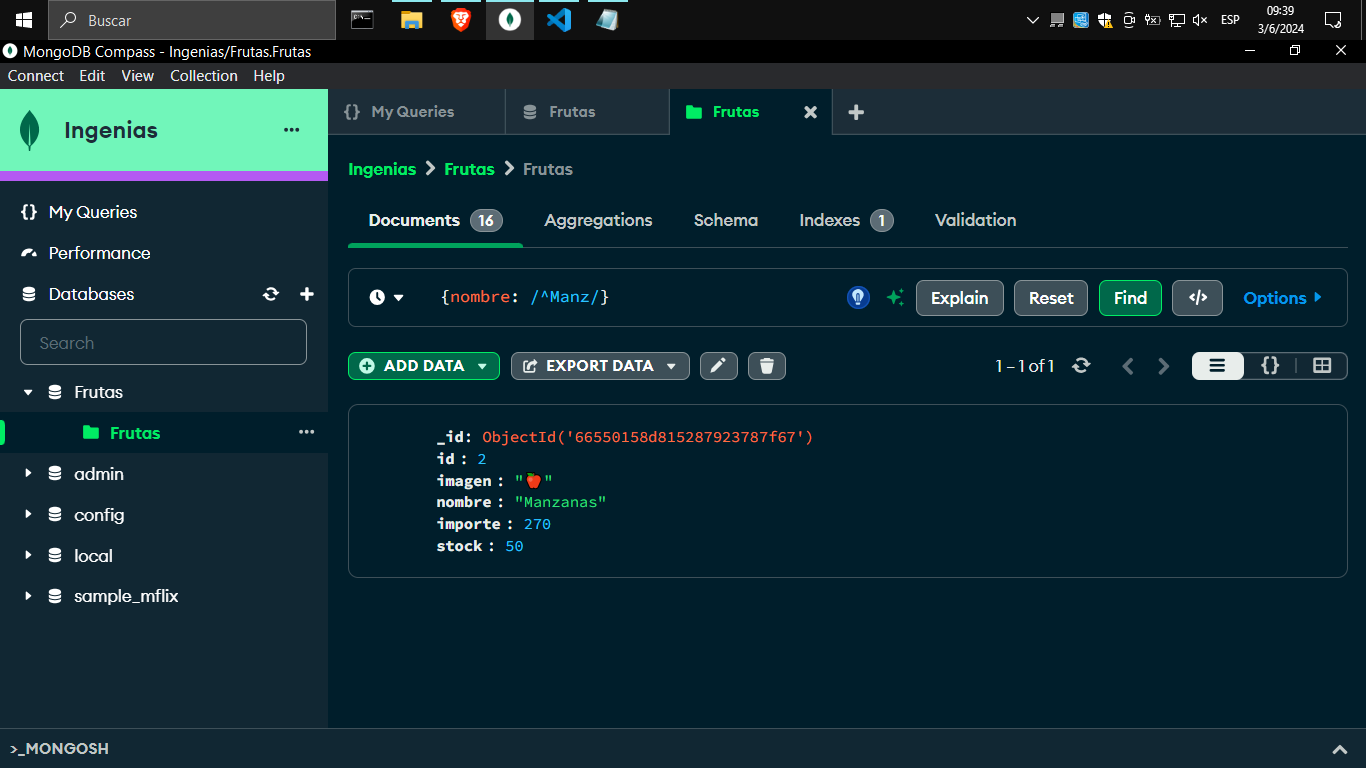 Buscar
ESP
09:39
3/6/2024
MongoDB Compass - Ingenias/Frutas.Frutas
Connect Edit View Collection Help
Ingenias
My Queries
Performance
Databases
Search
Frutas
Frutas
admin
config
local
sample_mflix
{} My Queries
Frutas
Frutas
Ingenias > Frutas > Frutas
Documents 16 Aggregations Schema Indexes 1 Validation
{nombre: /^Manz/}
Explain Reset Find </> Options
ADD DATA EXPORT DATA 1 – 1 of 1 {}
_id: ObjectId('66550158d815287923787f67')
id : 2
imagen : "🍎"
nombre : "Manzanas"
importe : 270
stock : 50
>_MONGOSH